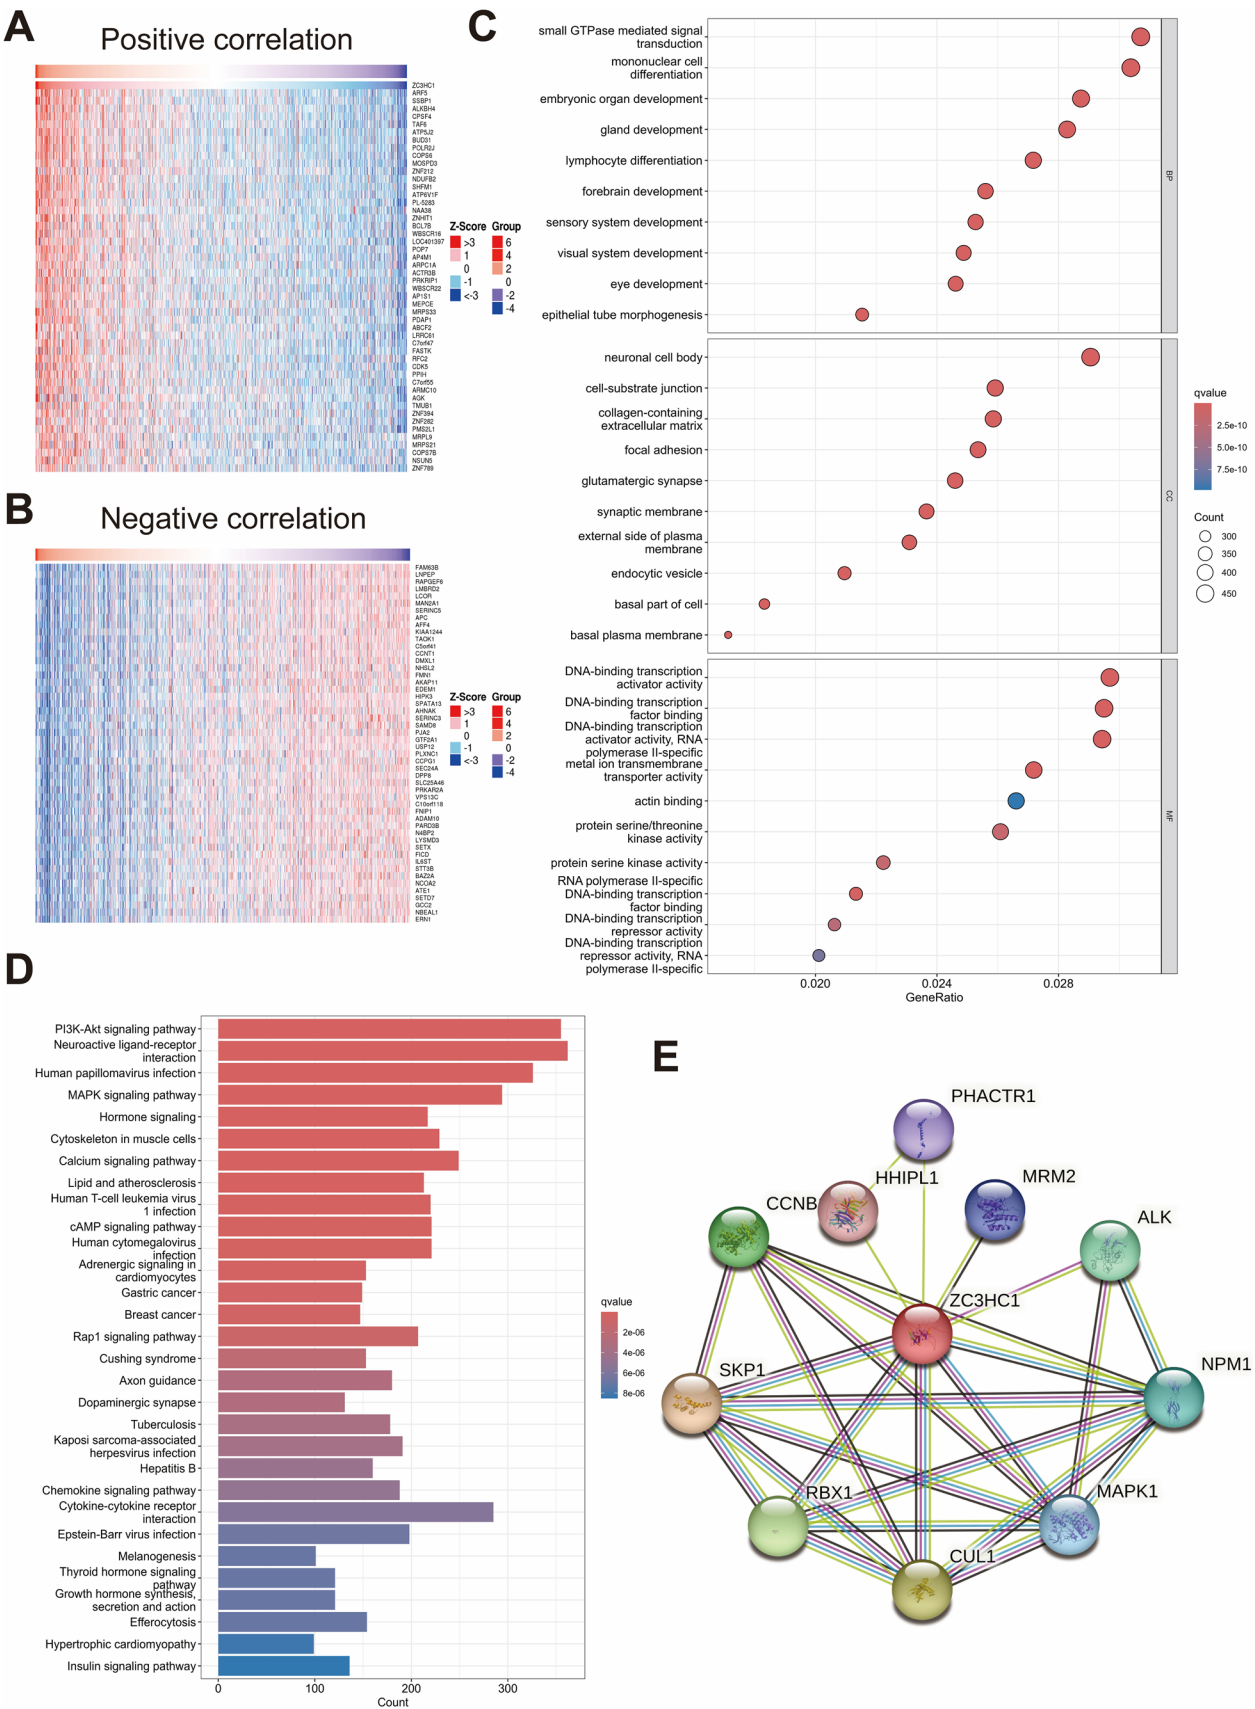 A
Positive correlation
ZC3HC1
ARF5
SSBP1
ALKBH4
CPSF4
TAF6
ATP5J2
BUD31
POLR2J
COPS6
MOSPD3
ZNF212
NDUFB2
SHFM1
ATP6V1F
PL-5283
NAA38
ZNHIT1
BCL7B
WBSCR16
LOC401397
POP7
AP4M1
ARPC1A
ACTR3B
PRKRIP1
WBSCR22
AP1S1
MEPCE
MRPS33
PDAP1
ABCF2
LRRC61
C7orf47
FASTK
RFC2
CDK5
PPIH
C7orf55
ARMC10
AGK
TMUB1
ZNF394
ZNF282
PMS2L1
MRPL9
MRPS21
COPS7B
NSUN5
ZNF789
Z-Score Group
>3 6
1 4
0 2
-1 0
<-3 -2
-4
B
Negative correlation
FAM63B
LNPEP
RAPGEF6
LMBRD2
LCOR
MAN2A1
SERINC5
APC
AFF4
KIAA1244
TAOK1
C5orf41
CCNT1
DMXL1
NHSL2
FMN1
AKAP11
EDEM1
HIPK3
SPATA13
AHNAK
SERINC3
SAMD8
PJA2
GTF2A1
USP12
PLXNC1
CCPG1
SEC24A
DPP8
SLC25A46
PRKAR2A
VPS13C
C10orf118
FNIP1
ADAM10
PARD3B
N4BP2
LYSMD3
SETX
FICD
IL6ST
STT3B
BAZ2A
NCOA2
ATE1
SETD7
GCC2
NBEAL1
ERN1
Z-Score Group
>3 6
1 4
0 2
-1 0
<-3 -2
-4
C
small GTPase mediated signal
transduction
mononuclear cell
differentiation
embryonic organ development
gland development
lymphocyte differentiation
forebrain development
sensory system development
visual system development
eye development
epithelial tube morphogenesis
BP
neuronal cell body
cell-substrate junction
collagen-containing
extracellular matrix
focal adhesion
glutamatergic synapse
synaptic membrane
external side of plasma
membrane
endocytic vesicle
basal part of cell
basal plasma membrane
CC
DNA-binding transcription
activator activity
DNA-binding transcription
factor binding
DNA-binding transcription
activator activity, RNA
polymerase II-specific
metal ion transmembrane
transporter activity
actin binding
protein serine/threonine
kinase activity
protein serine kinase activity
RNA polymerase II-specific
DNA-binding transcription
factor binding
DNA-binding transcription
repressor activity
DNA-binding transcription
repressor activity, RNA
polymerase II-specific
MF
0.020 0.024 0.028
GeneRatio
qvalue
2.5e-10
5.0e-10
7.5e-10
Count
300
350
400
450
D
PI3K-Akt signaling pathway
Neuroactive ligand-receptor
interaction
Human papillomavirus infection
MAPK signaling pathway
Hormone signaling
Cytoskeleton in muscle cells
Calcium signaling pathway
Lipid and atherosclerosis
Human T-cell leukemia virus
1 infection
cAMP signaling pathway
Human cytomegalovirus
infection
Adrenergic signaling in
cardiomyocytes
Gastric cancer
Breast cancer
Rap1 signaling pathway
Cushing syndrome
Axon guidance
Dopaminergic synapse
Tuberculosis
Kaposi sarcoma-associated
herpesvirus infection
Hepatitis B
Chemokine signaling pathway
Cytokine-cytokine receptor
interaction
Epstein-Barr virus infection
Melanogenesis
Thyroid hormone signaling
pathway
Growth hormone synthesis,
secretion and action
Efferocytosis
Hypertrophic cardiomyopathy
Insulin signaling pathway
0 100 200 300
Count
qvalue
2e-06
4e-06
6e-06
8e-06
E
PHACTR1
HHIPL1
MRM2
CCNB
ALK
ZC3HC1
SKP1
NPM1
RBX1
MAPK1
CUL1